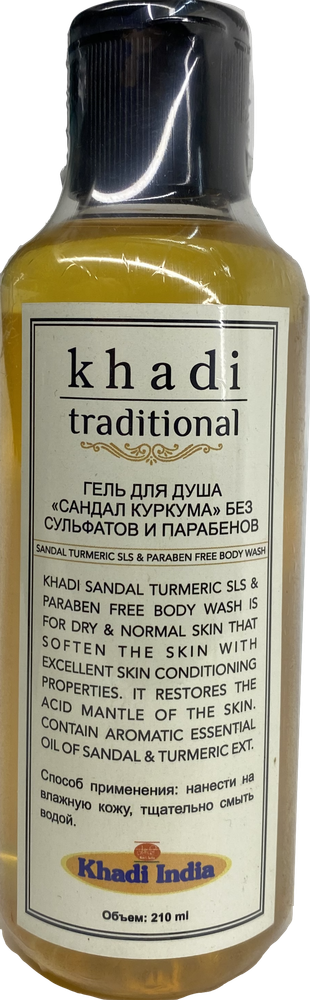 khadi
traditional
ГЕЛЬ ДЛЯ ДУША
«САНДАЛ КУРКУМА» БЕЗ
СУЛЬФАТОВ И ПАРАБЕНОВ
SANDAL TURMERIC SLS & PARABEN FREE BODY WASH
KHADI SANDAL TURMERIC SLS &
PARABEN FREE BODY WASH IS
FOR DRY & NORMAL SKIN THAT
SOFTEN THE SKIN WITH
EXCELLENT SKIN CONDITIONING
PROPERTIES. IT RESTORES THE
ACID MANTLE OF THE SKIN.
CONTAIN AROMATIC ESSENTIAL
OIL OF SANDAL & TURMERIC EXT.
Способ применения: нанести на
влажную кожу, тщательно смыть
водой.
Khadi India
Объем: 210 ml